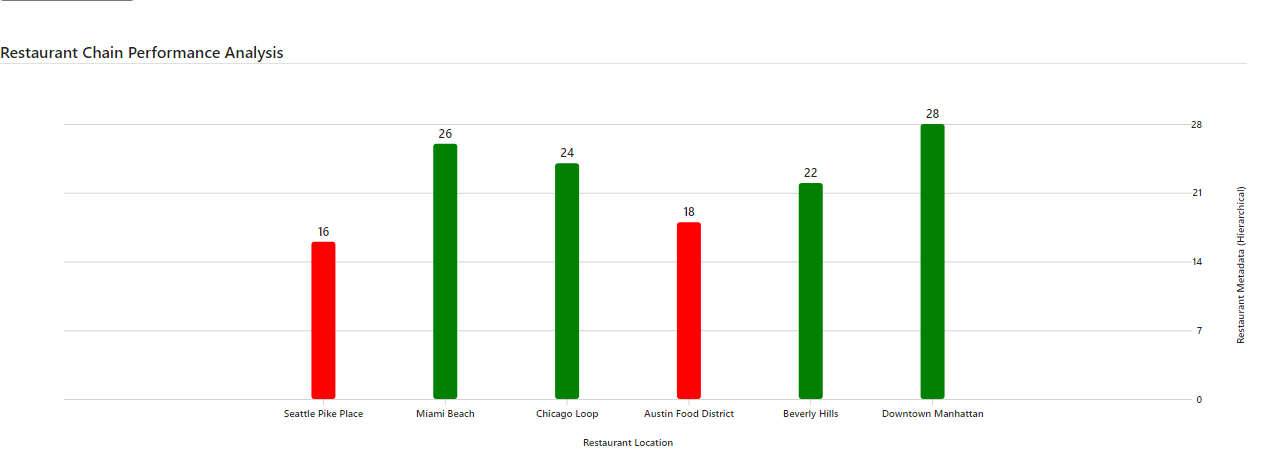 Restaurant Chain Performance Analysis
28
26
24
22
18
16
28
21
14
7
0
Restaurant Metadata (Hierarchical)
Seattle Pike Place
Miami Beach
Chicago Loop
Austin Food District
Beverly Hills
Downtown Manhattan
Restaurant Location